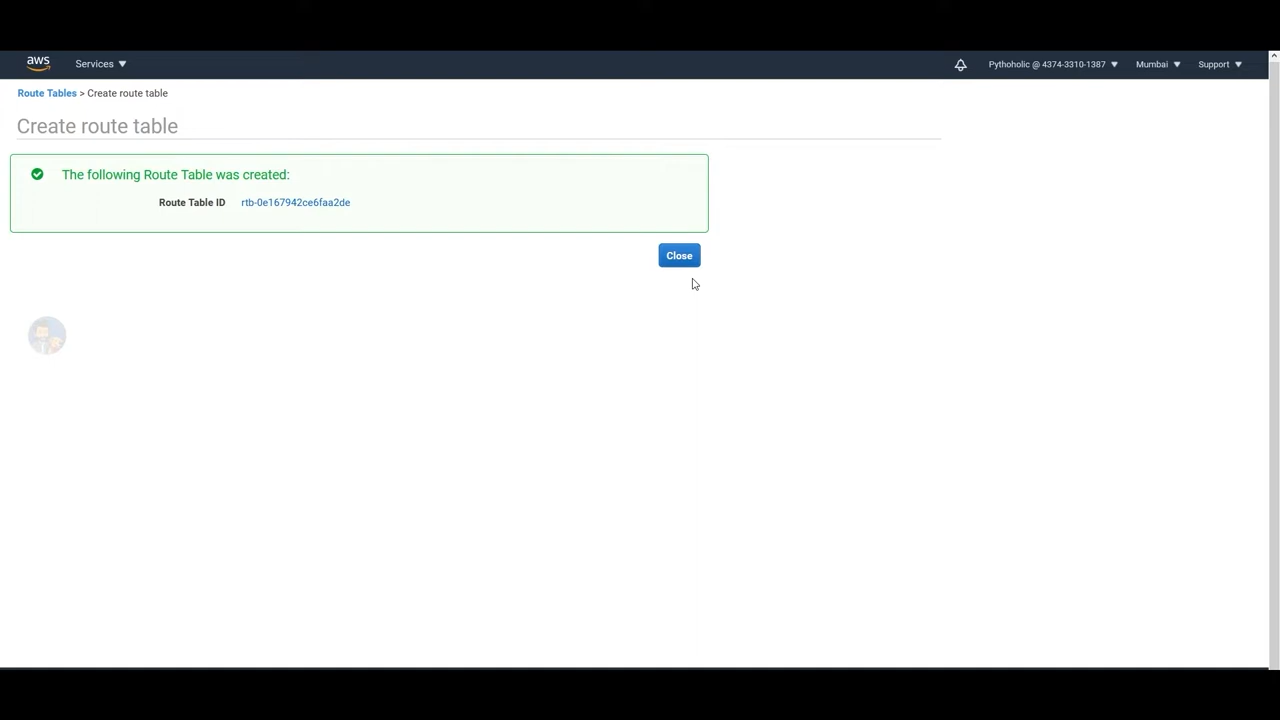 aws Services Pythoholic @ 4374-3310-1387 Mumbai Support
Route Tables > Create route table
Create route table
The following Route Table was created:
Route Table ID rtb-0e167942ce6faa2de
Close